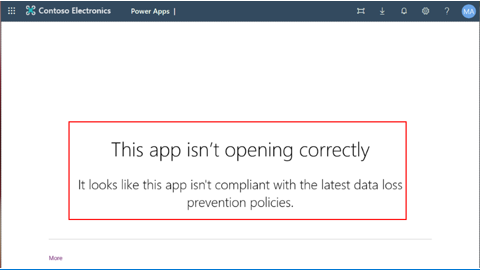 Contoso Electronics Power Apps |
? MA
This app isn't opening correctly
It looks like this app isn't compliant with the latest data loss
prevention policies.
More